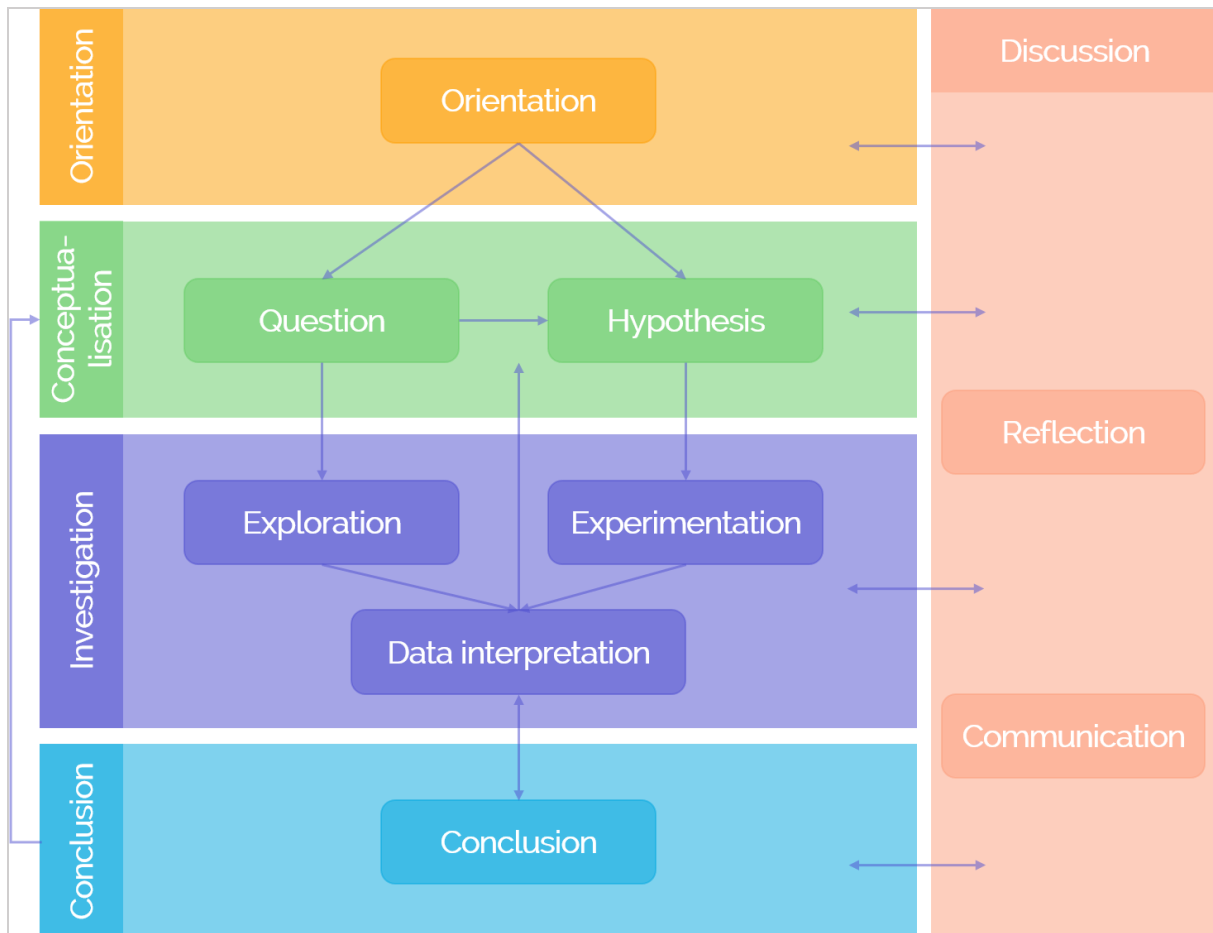 Orientation
Orientation
Discussion
Conceptua-
lisation
Question
Hypothesis
Reflection
Investigation
Exploration
Experimentation
Data interpretation
Communication
Conclusion
Conclusion